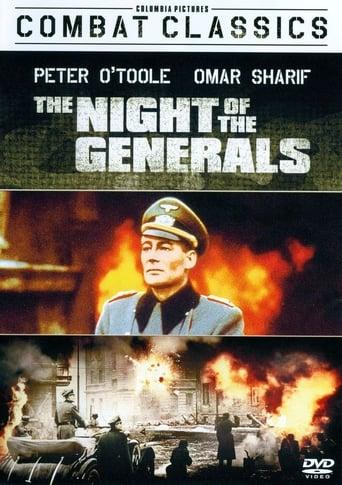 COLUMBIA PICTURES
COMBAT CLASSICS
PETER O'TOOLE OMAR SHARIF
THE NIGHT OF THE
GENERALS
DVD
VIDEO